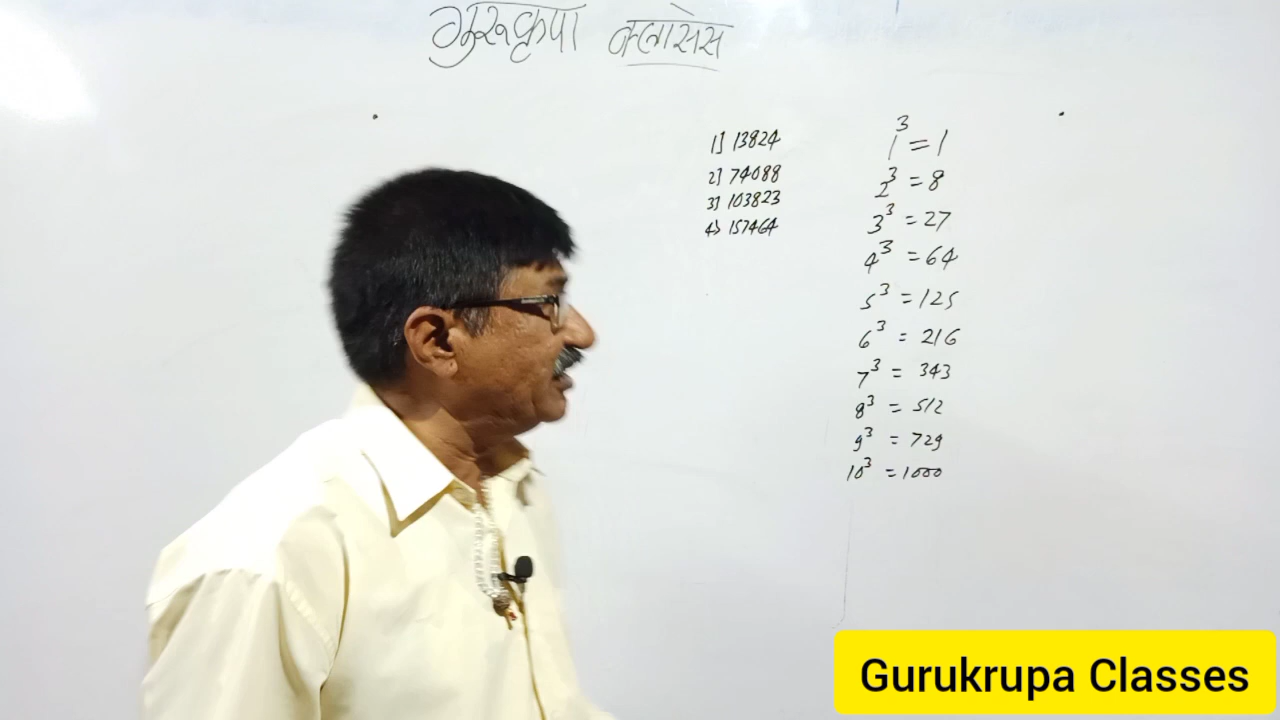 गुरूकृपा क्लासेस
1] 13824
2] 74088
3] 103823
4) 157464
1³ = 1
2³ = 8
3³ = 27
4³ = 64
5³ = 125
6³ = 216
7³ = 343
8³ = 512
9³ = 729
10³ = 1000
Gurukrupa Classes